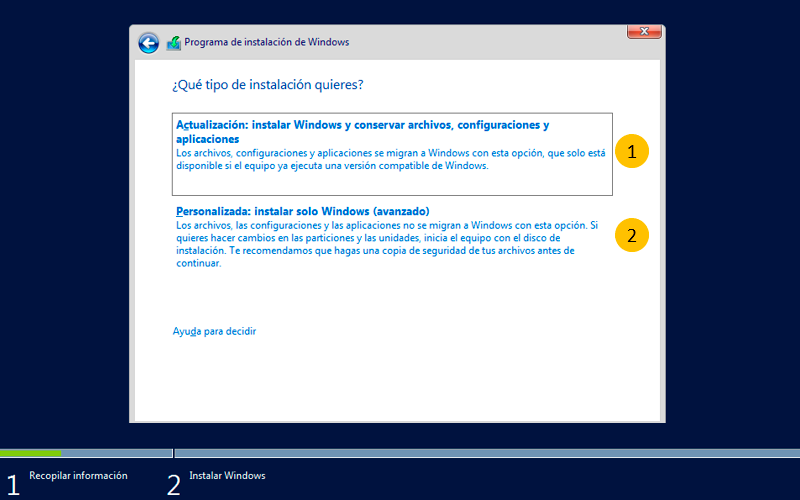 Programa de instalación de Windows
¿Qué tipo de instalación quieres?
Actualización: instalar Windows y conservar archivos, configuraciones y
aplicaciones
Los archivos, configuraciones y aplicaciones se migran a Windows con esta opción, que solo está
disponible si el equipo ya ejecuta una versión compatible de Windows.
1
Personalizada: instalar solo Windows (avanzado)
Los archivos, las configuraciones y las aplicaciones no se migran a Windows con esta opción. Si
quieres hacer cambios en las particiones y las unidades, inicia el equipo con el disco de
instalación. Te recomendamos que hagas una copia de seguridad de tus archivos antes de
continuar.
2
Ayuda para decidir
1 Recopilar información
2 Instalar Windows